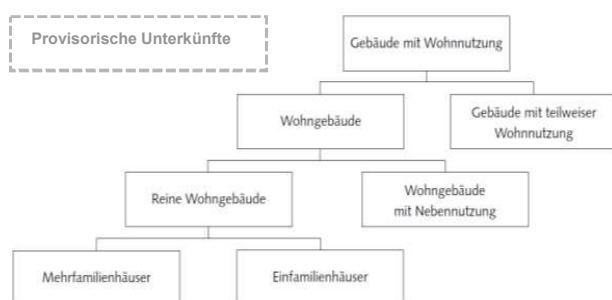 Provisorische Unterkünfte
Gebäude mit Wohnnutzung
Wohngebäude
Gebäude mit teilweiser
Wohnnutzung
Reine Wohngebäude
Wohngebäude
mit Nebennutzung
Mehrfamilienhäuser
Einfamilienhäuser